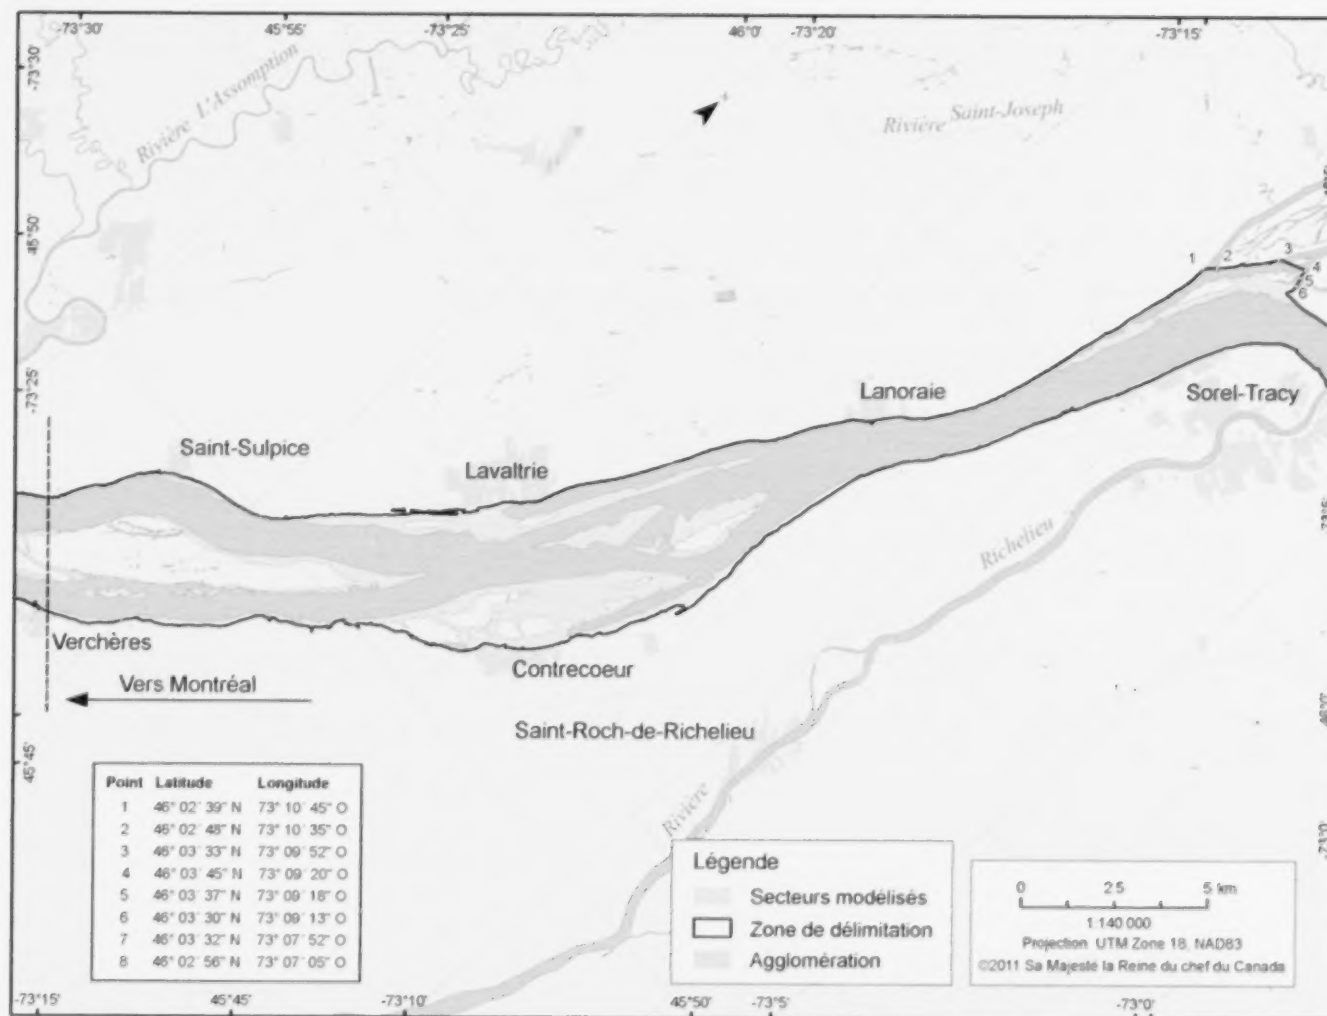 -73°30'
45°55'
-73°25'
46°0'
-73°20'
-73°15'
-73°30'
45°50'
-73°25'
45°45'
Rivière L'Assomption
Rivière Saint-Joseph
1
2
3
4
5
6
Saint-Sulpice
Lavaltrie
Lanoraie
Sorel-Tracy
-73°5'
Richelieu
Verchères
Contrecoeur
Vers Montréal
Saint-Roch-de-Richelieu
46°0'
Rivière
-73°0'
Point Latitude Longitude
1 46° 02' 39" N 73° 10' 45" O
2 46° 02' 48" N 73° 10' 35" O
3 46° 03' 33" N 73° 09' 52" O
4 46° 03' 45" N 73° 09' 20" O
5 46° 03' 37" N 73° 09' 18" O
6 46° 03' 30" N 73° 09' 13" O
7 46° 03' 32" N 73° 07' 52" O
8 46° 02' 56" N 73° 07' 05" O
Légende
Secteurs modélisés
Zone de délimitation
Agglomération
0 2.5 5 km
1:140 000
Projection: UTM Zone 18, NAD83
©2011 Sa Majesté la Reine du chef du Canada
-73°15'
45°45'
-73°10'
45°50'
-73°5'
-73°0'